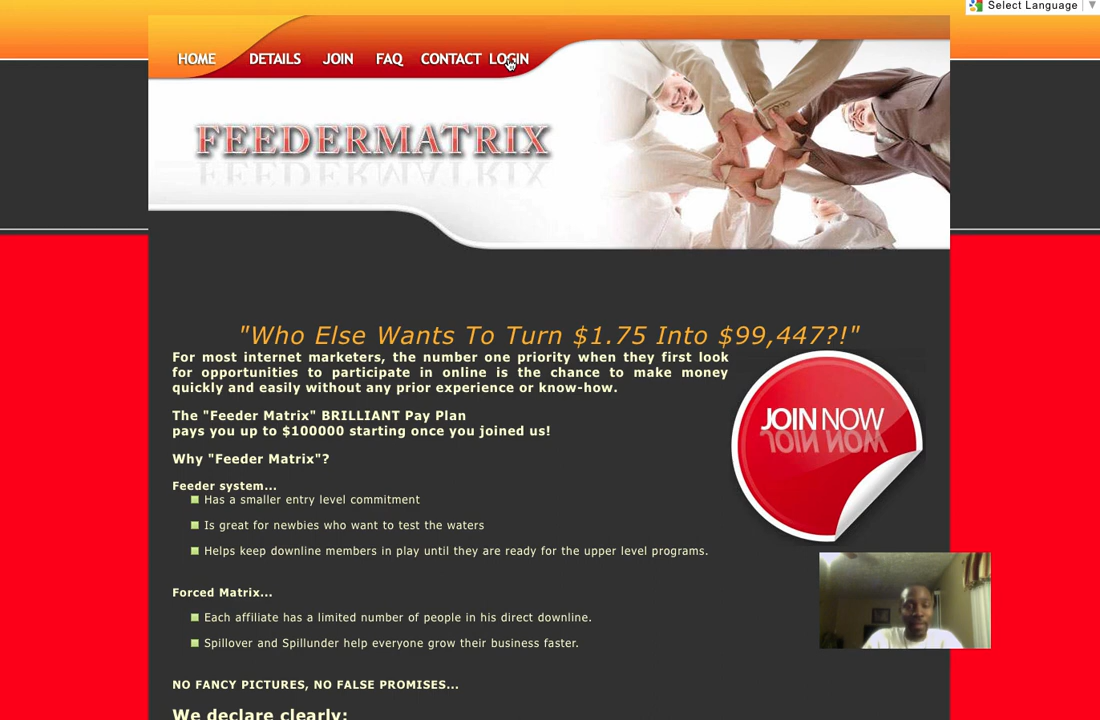 Select Language
HOME DETAILS JOIN FAQ CONTACT LOGIN
FEEDERMATRIX
"Who Else Wants To Turn $1.75 Into $99,447?!"
For most internet marketers, the number one priority when they first look
for opportunities to participate in online is the chance to make money
quickly and easily without any prior experience or know-how.
JOIN NOW
The "Feeder Matrix" BRILLIANT Pay Plan
pays you up to $100000 starting once you joined us!
Why "Feeder Matrix"?
Feeder system...
Has a smaller entry level commitment
Is great for newbies who want to test the waters
Helps keep downline members in play until they are ready for the upper level programs.
Forced Matrix...
Each affiliate has a limited number of people in his direct downline.
Spillover and Spillunder help everyone grow their business faster.
NO FANCY PICTURES, NO FALSE PROMISES...
We declare clearly: